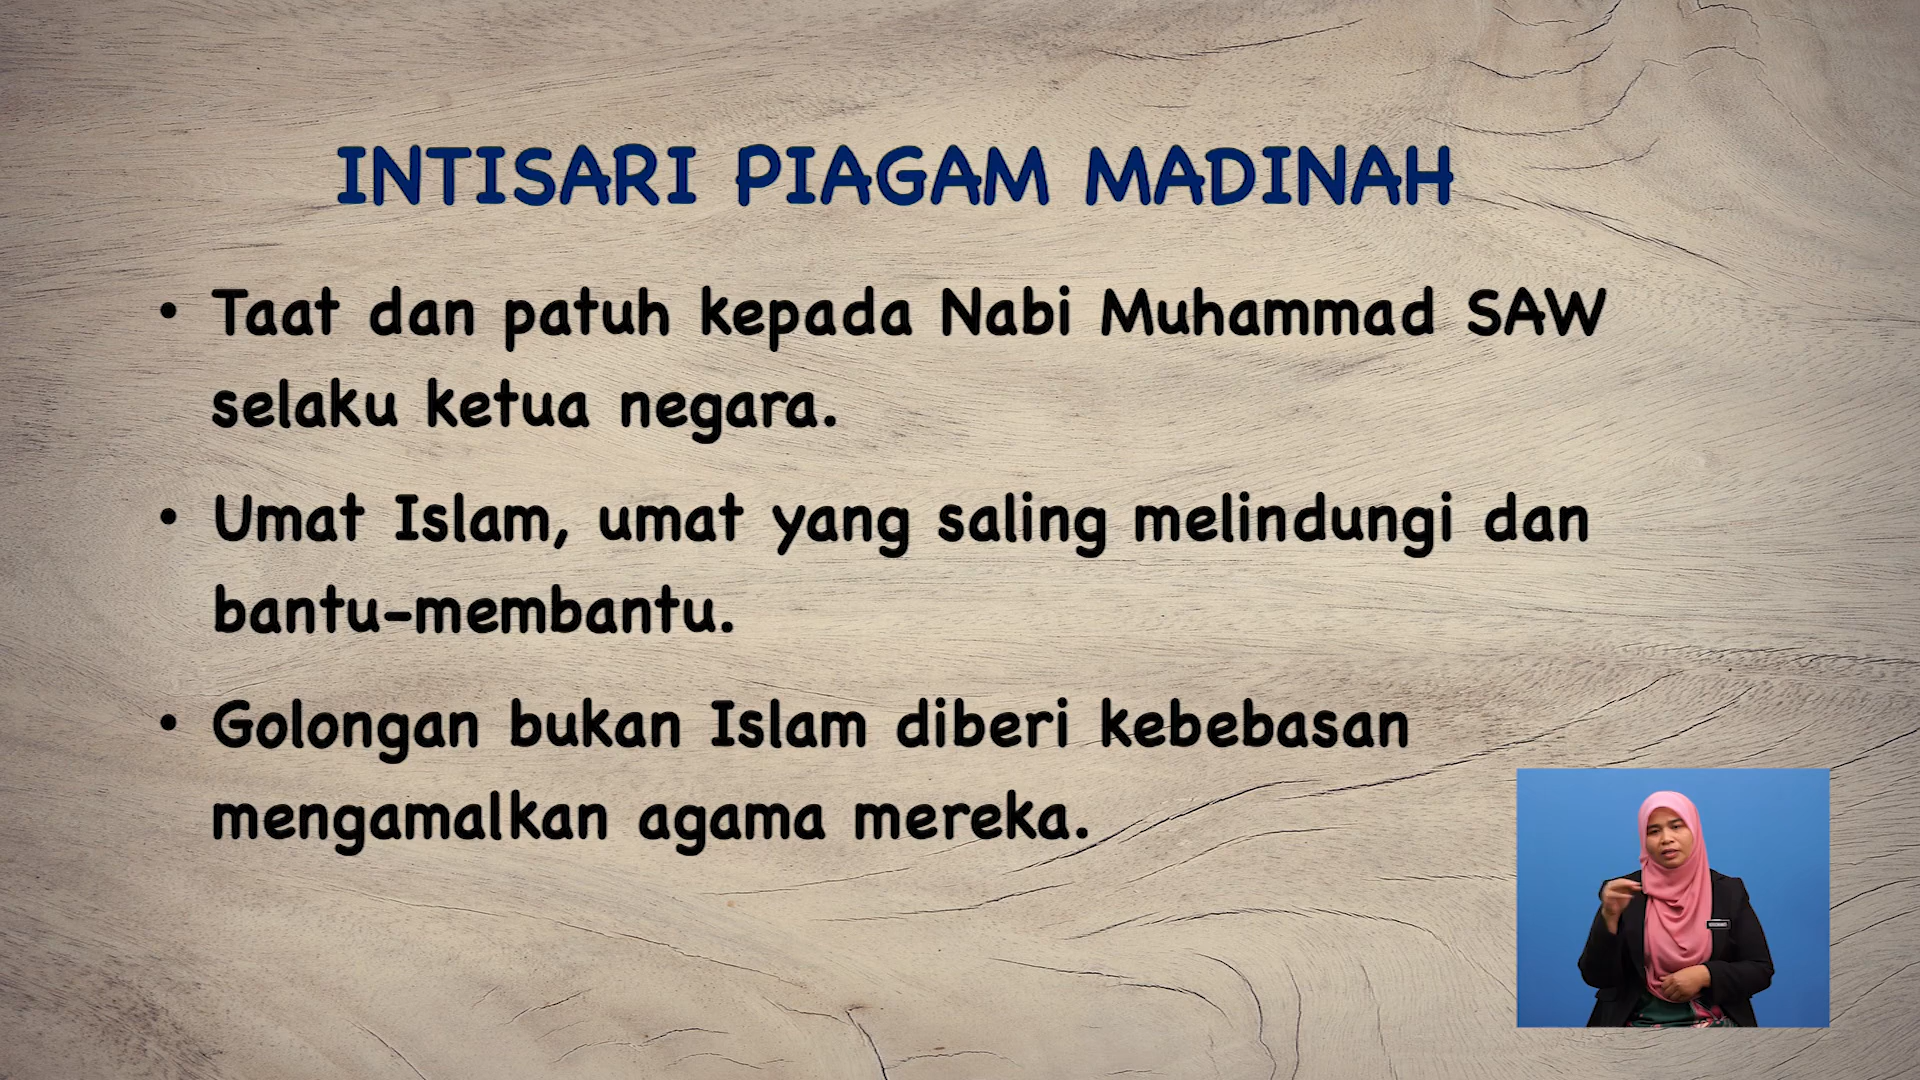 INTISARI PIAGAM MADINAH
• Taat dan patuh kepada Nabi Muhammad SAW
selaku ketua negara.
• Umat Islam, umat yang saling melindungi dan
bantu-membantu.
• Golongan bukan Islam diberi kebebasan
mengamalkan agama mereka.